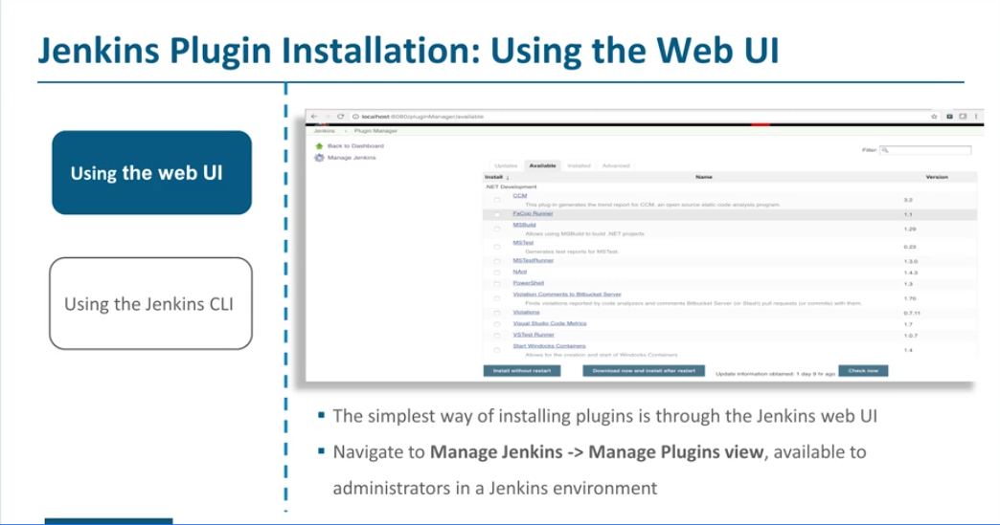 Jenkins Plugin Installation: Using the Web UI
Using the web UI
Using the Jenkins CLI
localhost:8080/pluginManager/available
Jenkins › Plugin Manager
Back to Dashboard
Manage Jenkins
Filter:
Updates Available Installed Advanced
Install ↓ Name Version
.NET Development
CCM 3.2
This plug-in generates the trend report for CCM, an open source static code analysis program.
FxCop Runner 1.1
MSBuild 1.29
Allows using MSBuild to build .NET projects
MSTest 0.23
Generates test reports for MSTest.
MSTestRunner 1.3.0
NAnt 1.4.3
PowerShell 1.3
Violation Comments to Bitbucket Server 1.70
Finds violations reported by code analyzers and comments Bitbucket Server (or Stash) pull requests (or commits) with them.
Violations 0.7.11
Visual Studio Code Metrics 1.7
VSTest Runner 1.0.7
Start Windocks Containers 1.4
Allows for the creation and start of Windocks Containers
Install without restart Download now and install after restart Update information obtained: 1 day 9 hr ago Check now
▪ The simplest way of installing plugins is through the Jenkins web UI
▪ Navigate to Manage Jenkins -> Manage Plugins view, available to
administrators in a Jenkins environment